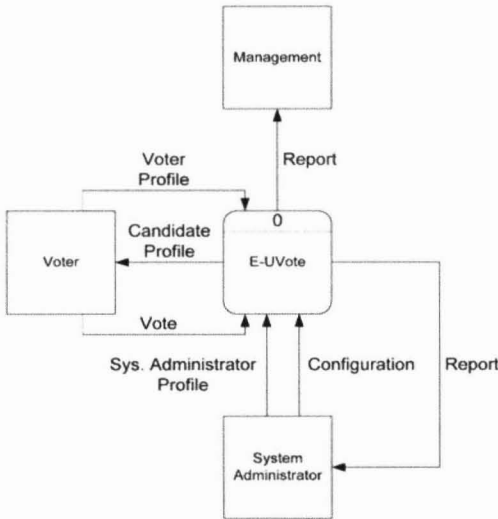 Management
Report
Voter
Profile
0
Candidate
Profile
Voter
E-UVote
Vote
Sys. Administrator
Profile
Configuration
Report
System
Administrator